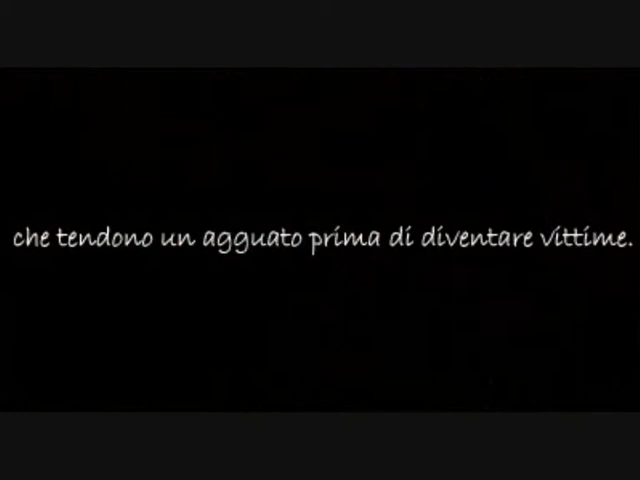 che tendono un agguato prima di diventare vittime.